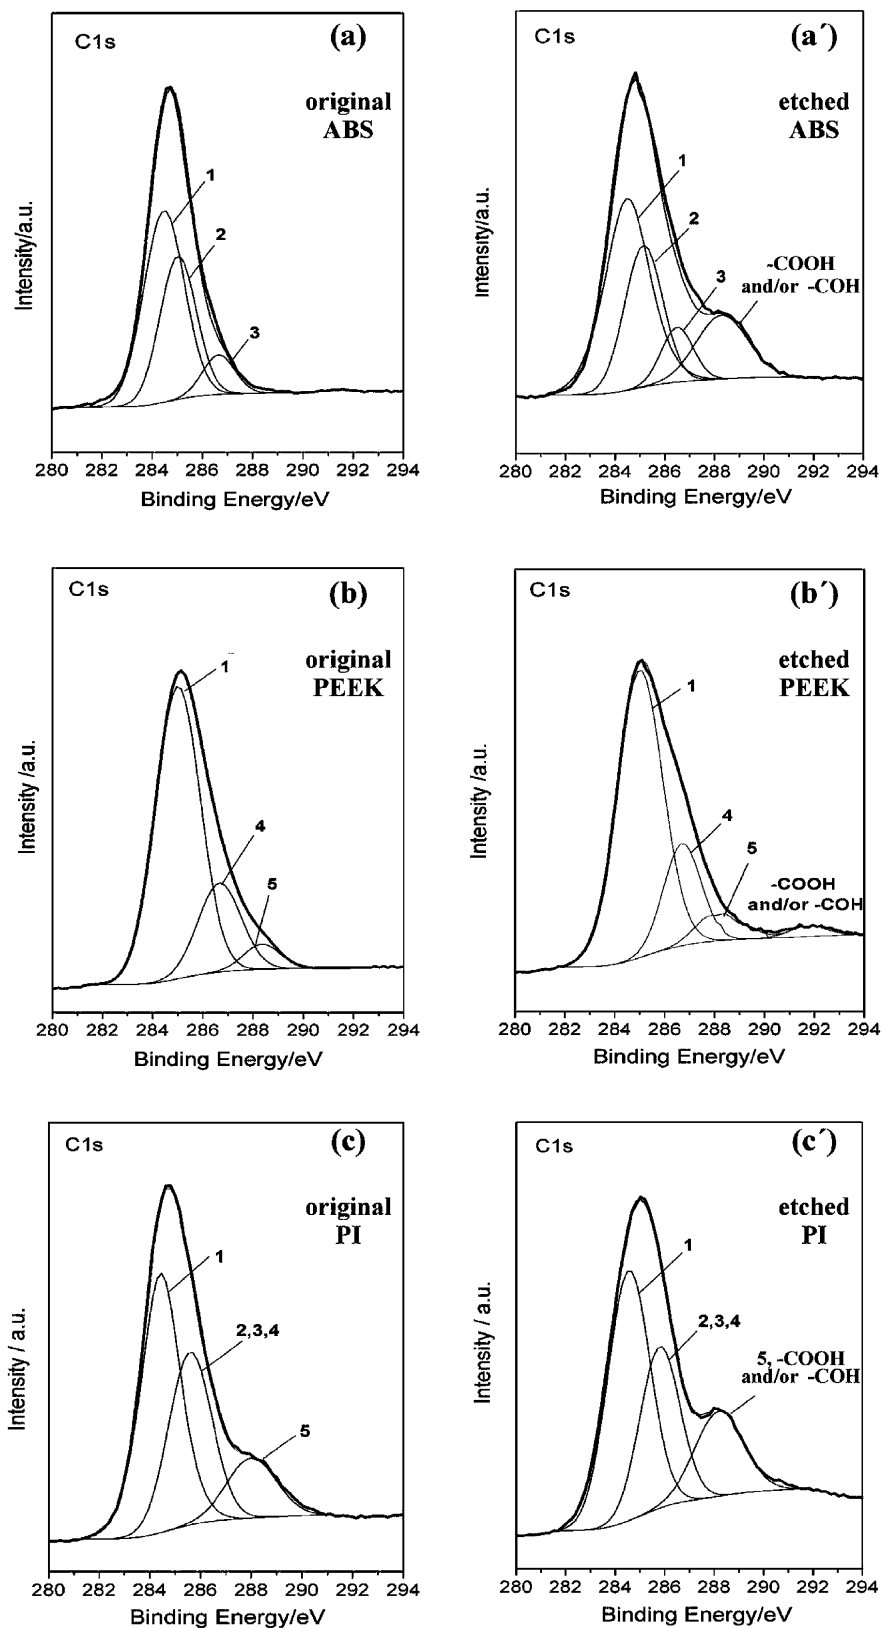 C1s
(a)
original
ABS
1
2
3
Intensity/a.u.
280 282 284 286 288 290 292 294
Binding Energy/eV
C1s
(a´)
etched
ABS
1
2
3
-COOH
and/or -COH
Intensity/a.u.
280 282 284 286 288 290 292 294
Binding Energy/eV
C1s
(b)
original
PEEK
1
4
5
Intensity /a.u.
280 282 284 286 288 290 292 294
Binding Energy/eV
C1s
(b´)
etched
PEEK
1
4
5
-COOH
and/or -COH
Intensity /a.u.
280 282 284 286 288 290 292 294
Binding Energy/eV
C1s
(c)
original
PI
1
2,3,4
5
Intensity / a.u.
280 282 284 286 288 290 292 294
Binding Energy/eV
C1s
(c´)
etched
PI
1
2,3,4
5, -COOH
and/or -COH
Intensity / a.u.
280 282 284 286 288 290 292 294
Binding Energy/eV